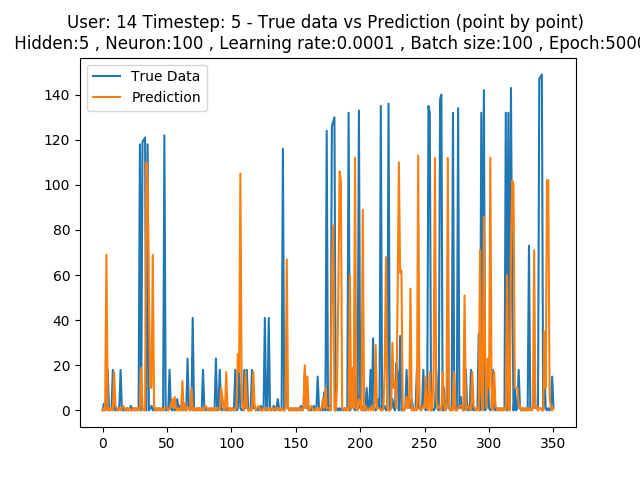 User: 14 Timestep: 5 - True data vs Prediction (point by point)
Hidden:5 , Neuron:100 , Learning rate:0.0001 , Batch size:100 , Epoch:5000
True Data
Prediction
140
120
100
80
60
40
20
0
0 50 100 150 200 250 300 350